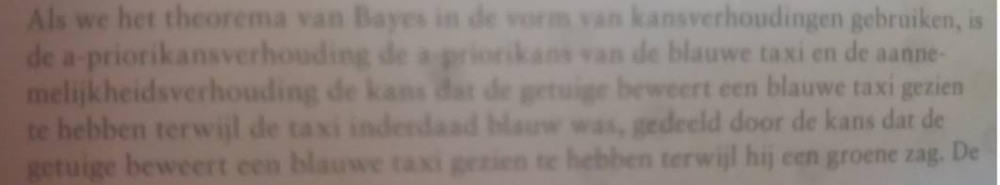 Als we het theorema van Bayes in de vorm van kansverhoudingen gebruiken, is
de a-priorikansverhouding de a-priorikans van de blauwe taxi en de aanne-
melijkheidsverhouding de kans dat de getuige beweert een blauwe taxi gezien
te hebben terwijl de taxi inderdaad blauw was, gedeeld door de kans dat de
getuige beweert een blauwe taxi gezien te hebben terwijl hij een groene zag. De